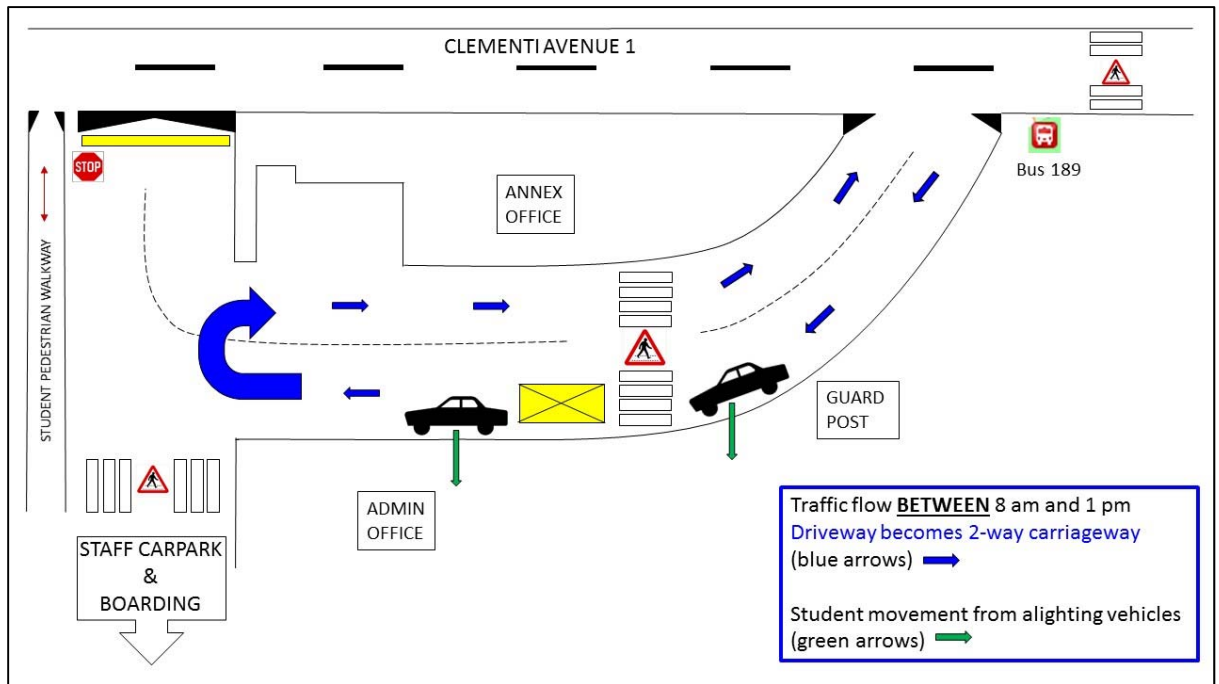 CLEMENTI AVENUE 1
STOP
Bus 189
ANNEX
OFFICE
STUDENT PEDESTRIAN WALKWAY
GUARD
POST
ADMIN
OFFICE
STAFF CARPARK
&
BOARDING
Traffic flow BETWEEN 8 am and 1 pm
Driveway becomes 2-way carriageway
(blue arrows)
Student movement from alighting vehicles
(green arrows)